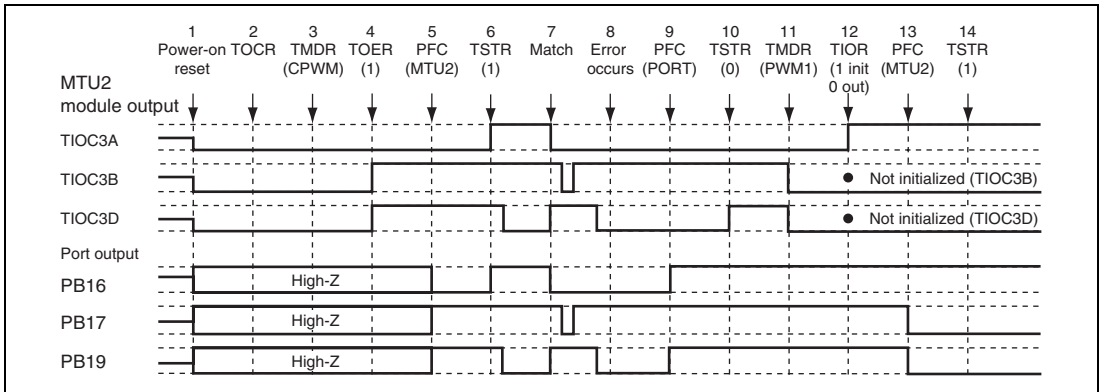 1 2 3 4 5 6 7 8 9 10 11 12 13 14
Power-on TOCR TMDR TOER PFC TSTR Match Error PFC TSTR TMDR TIOR PFC TSTR
reset (CPWM) (1) (MTU2) (1) occurs (PORT) (0) (PWM1) (1 init (MTU2) (1)
0 out)
MTU2
module output
TIOC3A
TIOC3B ● Not initialized (TIOC3B)
TIOC3D ● Not initialized (TIOC3D)
Port output
PB16 High-Z
PB17 High-Z
PB19 High-Z